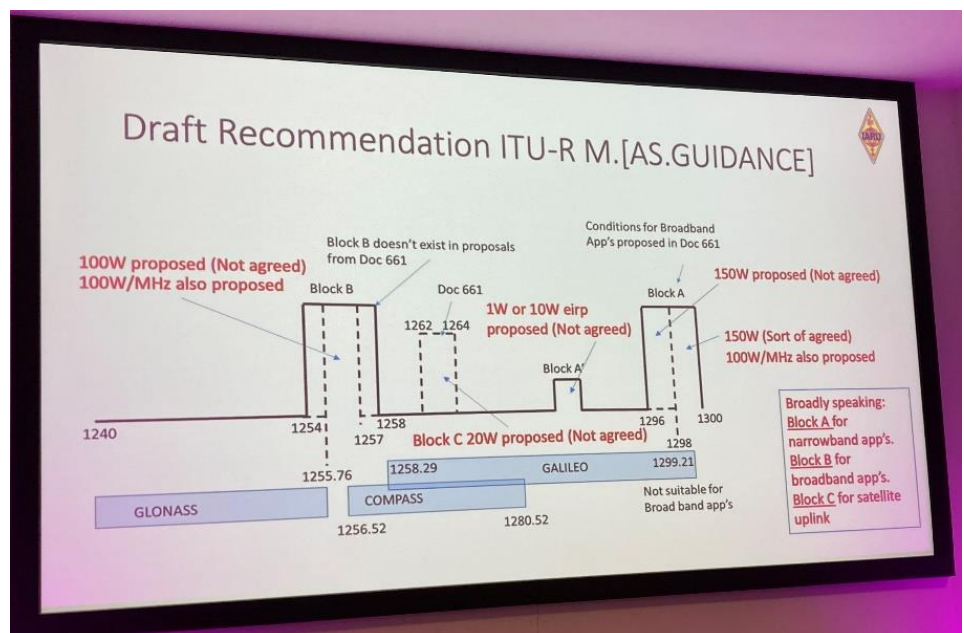 Draft Recommendation ITU-R M.[AS.GUIDANCE]
IARU
Conditions for Broadband
App's proposed in Doc 661
Block B doesn't exist in proposals
from Doc 661
100W proposed (Not agreed)
100W/MHz also proposed
Block B
Doc 661
1W or 10W eirp
proposed (Not agreed)
150W proposed (Not agreed)
Block A
1262
1264
150W (Sort of agreed)
100W/MHz also proposed
Block A'
1240
1254
1258
1257
Block C 20W proposed (Not agreed)
1296
1300
1298
1255.76
1258.29
GALILEO
1299.21
GLONASS
COMPASS
1256.52
1280.52
Not suitable for
Broad band app's
Broadly speaking:
Block A for
narrowband app's.
Block B for
broadband app's.
Block C for satellite
uplink